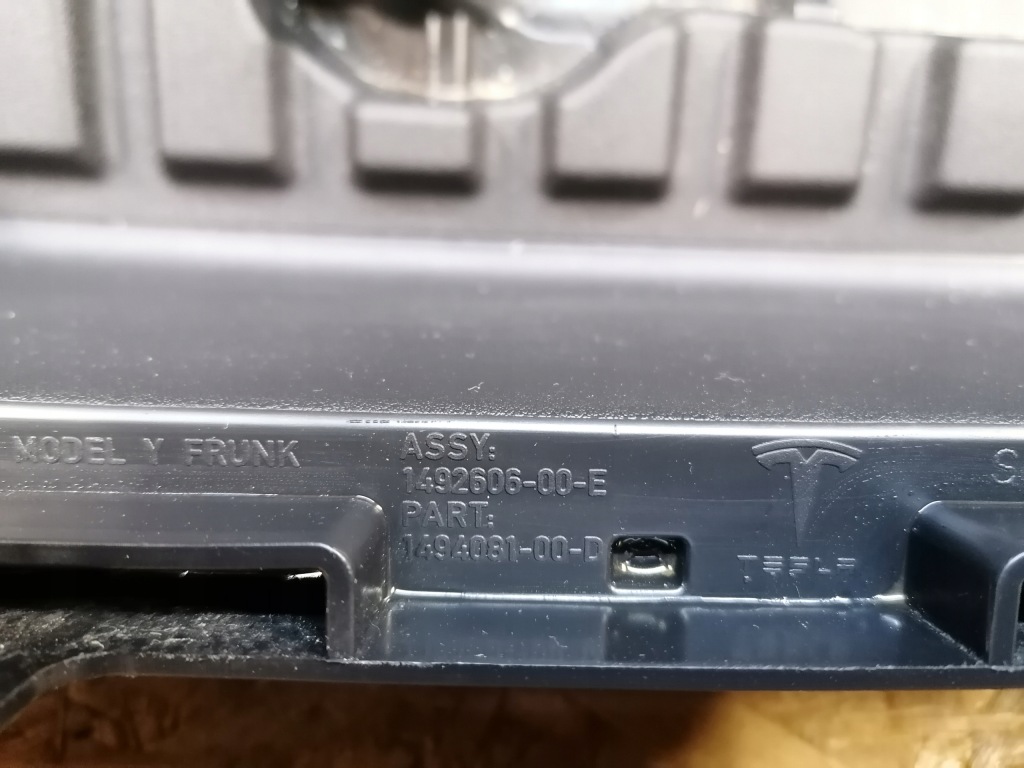 MODEL Y FRUNK
ASSY:
1492606-00-E
PART:
1494081-00-D
TESLA